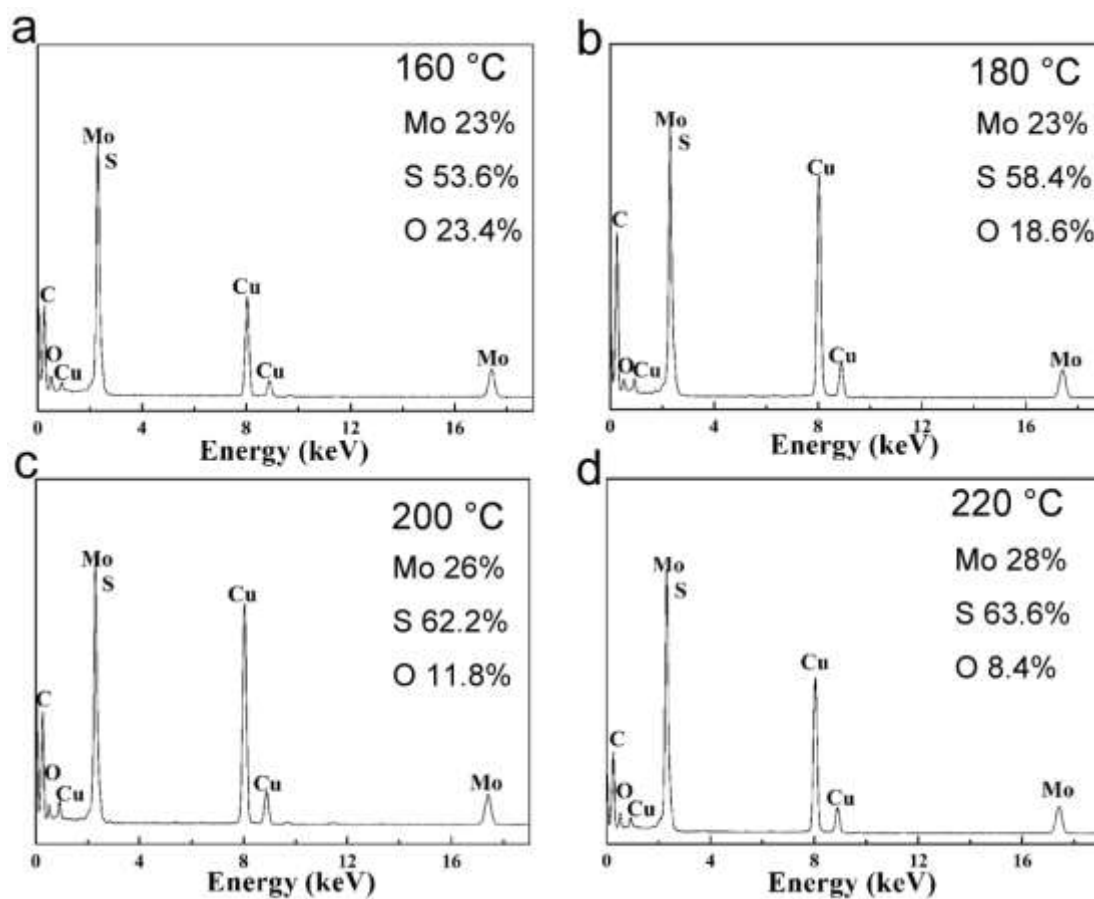 a
160 °C
Mo 23%
S 53.6%
O 23.4%
Mo
S
C
O
Cu
Cu
Cu
Mo
0 4 8 12 16
Energy (keV)
b
180 °C
Mo 23%
S 58.4%
O 18.6%
Mo
S
C
O
Cu
Cu
Cu
Mo
0 4 8 12 16
Energy (keV)
c
200 °C
Mo 26%
S 62.2%
O 11.8%
Mo
S
C
O
Cu
Cu
Cu
Mo
0 4 8 12 16
Energy (keV)
d
220 °C
Mo 28%
S 63.6%
O 8.4%
Mo
S
C
O
Cu
Cu
Cu
Mo
0 4 8 12 16
Energy (keV)